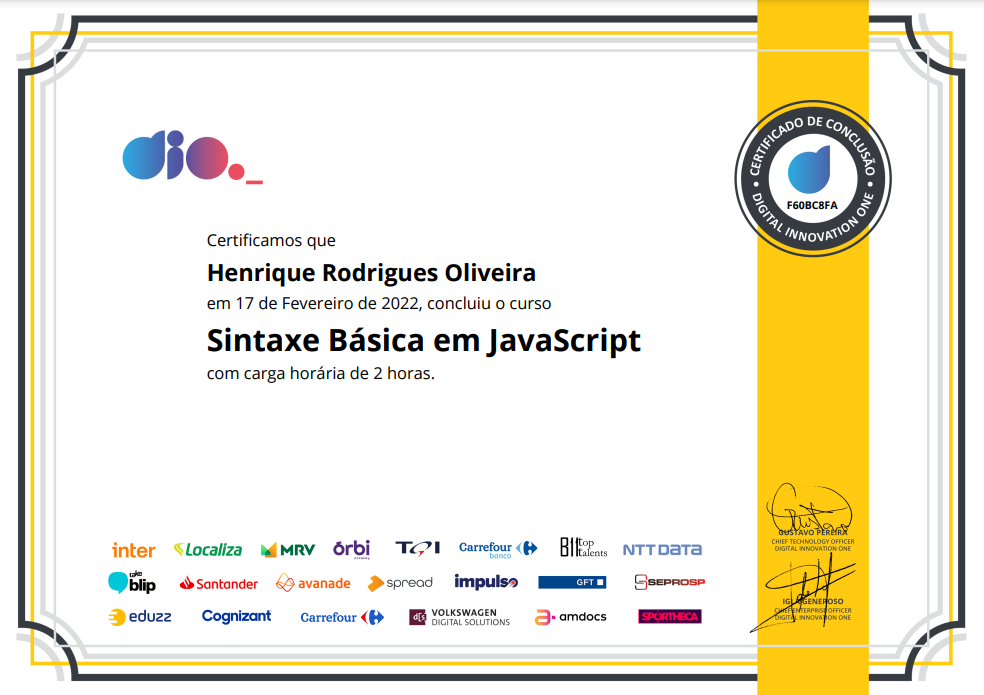 dio._
CERTIFICADO DE CONCLUSÃO
F60BC8FA
DIGITAL INNOVATION ONE
Certificamos que
Henrique Rodrigues Oliveira
em 17 de Fevereiro de 2022, concluiu o curso
Sintaxe Básica em JavaScript
com carga horária de 2 horas.
inter Localiza MRV órbi Carrefour banco top talents NTT DATA
take blip Santander avanade spread impulso GFT SEPROSP
eduzz Cognizant Carrefour VOLKSWAGEN DIGITAL SOLUTIONS amdocs SPORTHECA
GUSTAVO PEREIRA
CHIEF TECHNOLOGY OFFICER
DIGITAL INNOVATION ONE
GENEROSO
CHIEF ENTERPRISE OFFICER
DIGITAL INNOVATION ONE